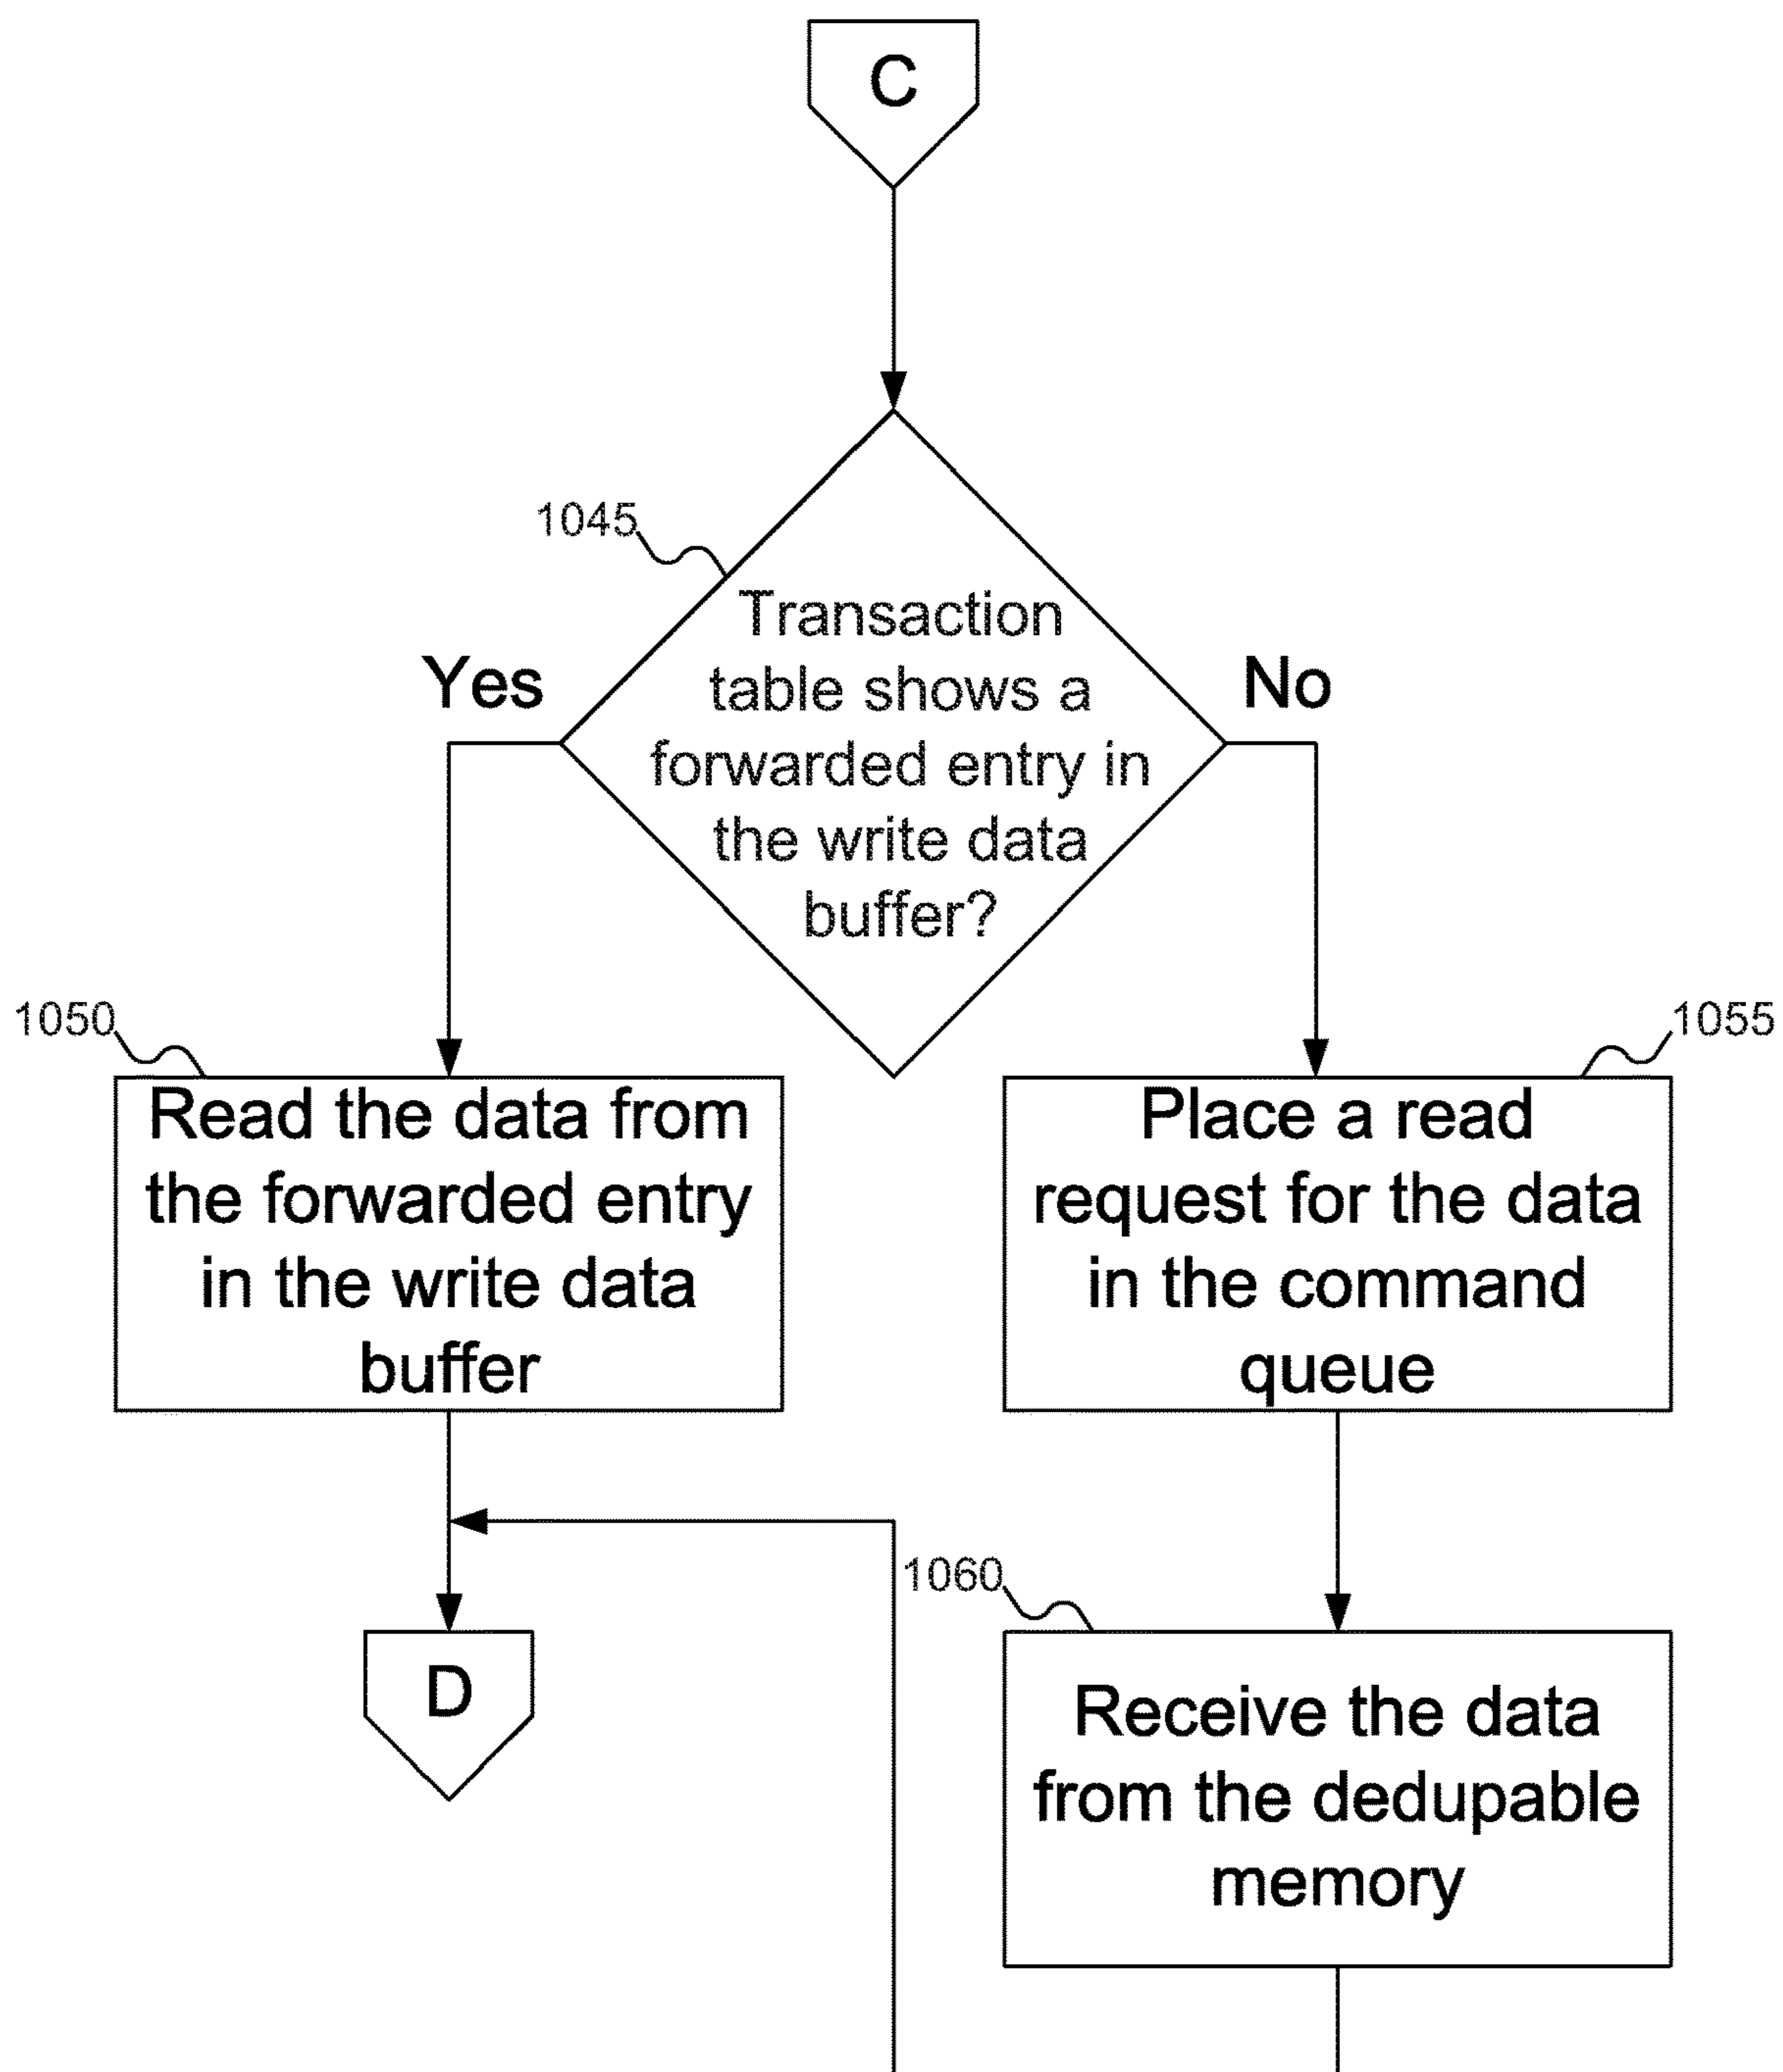 C
1045
Transaction
table shows a
forwarded entry in
the write data
buffer?
Yes
No
1050
Read the data from
the forwarded entry
in the write data
buffer
1055
Place a read
request for the data
in the command
queue
D
1060
Receive the data
from the dedupable
memory